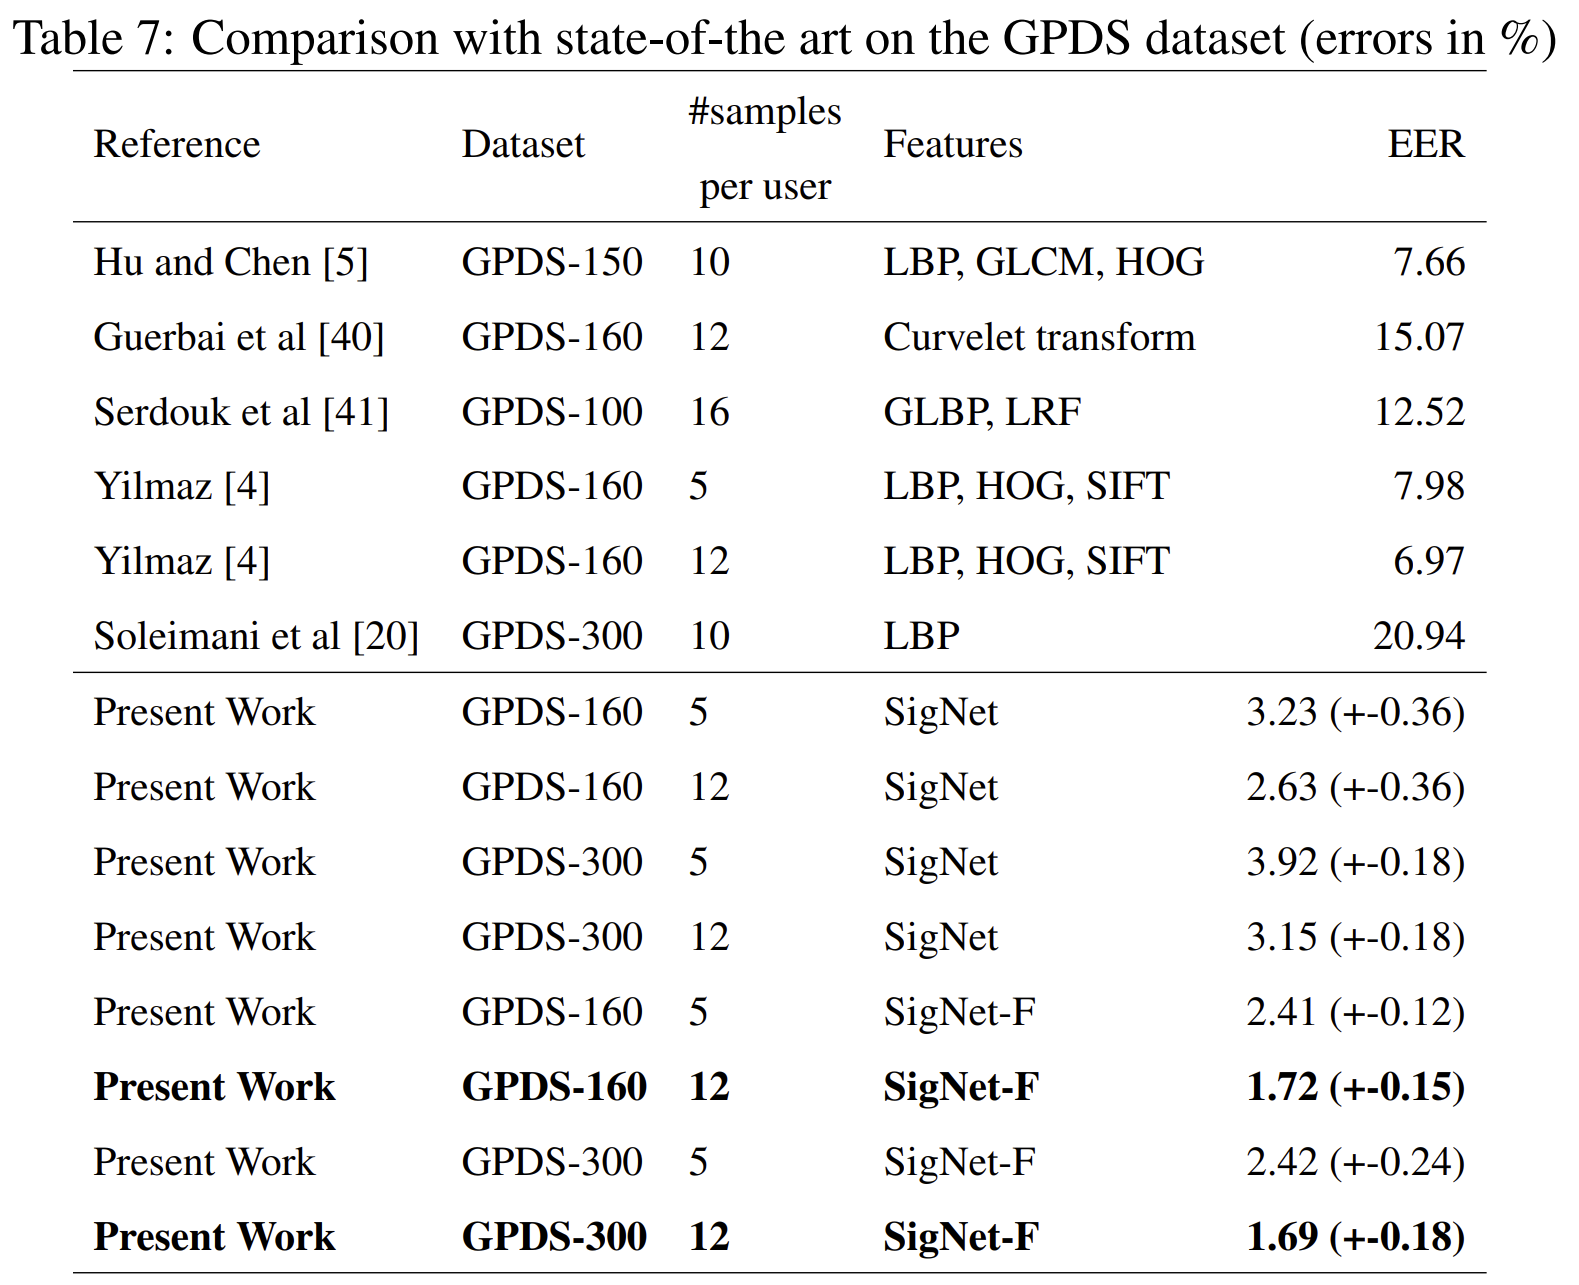 Table 7: Comparison with state-of-the art on the GPDS dataset (errors in %)
Reference Dataset #samples per user Features EER
Hu and Chen [5] GPDS-150 10 LBP, GLCM, HOG 7.66
Guerbai et al [40] GPDS-160 12 Curvelet transform 15.07
Serdouk et al [41] GPDS-100 16 GLBP, LRF 12.52
Yilmaz [4] GPDS-160 5 LBP, HOG, SIFT 7.98
Yilmaz [4] GPDS-160 12 LBP, HOG, SIFT 6.97
Soleimani et al [20] GPDS-300 10 LBP 20.94
Present Work GPDS-160 5 SigNet 3.23 (+-0.36)
Present Work GPDS-160 12 SigNet 2.63 (+-0.36)
Present Work GPDS-300 5 SigNet 3.92 (+-0.18)
Present Work GPDS-300 12 SigNet 3.15 (+-0.18)
Present Work GPDS-160 5 SigNet-F 2.41 (+-0.12)
Present Work GPDS-160 12 SigNet-F 1.72 (+-0.15)
Present Work GPDS-300 5 SigNet-F 2.42 (+-0.24)
Present Work GPDS-300 12 SigNet-F 1.69 (+-0.18)